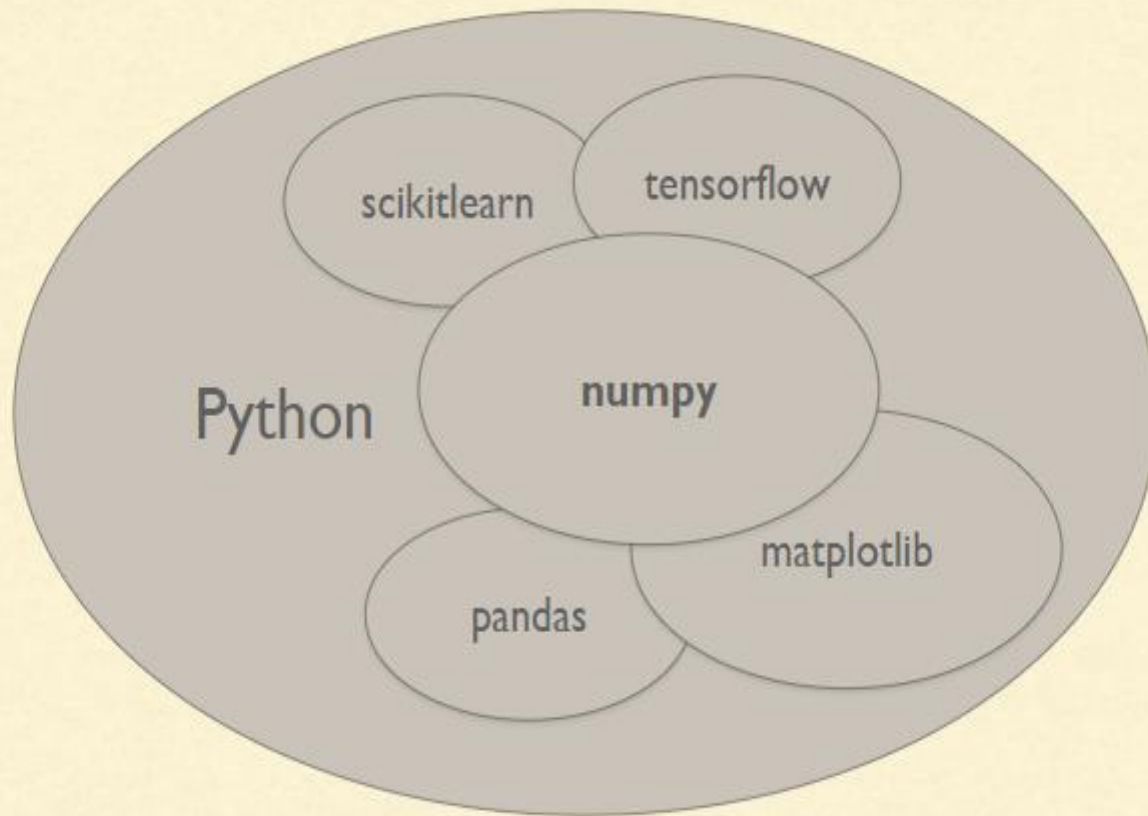 tensorflow
scikitlearn
numpy
Python
matplotlib
pandas